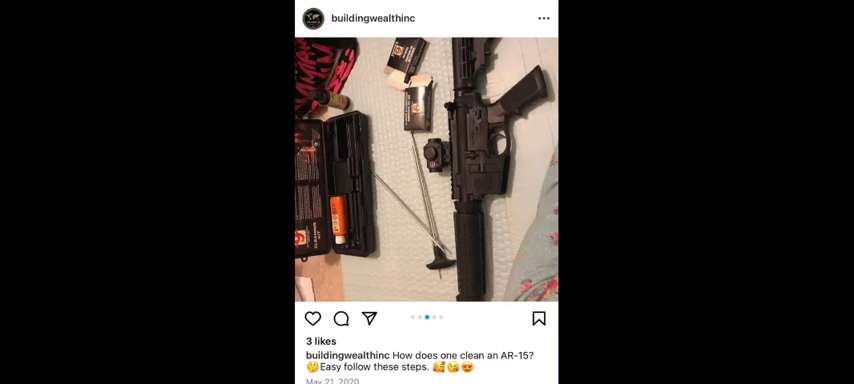 buildingwealthinc
3 likes
buildingwealthinc How does one clean an AR-15?
🤔Easy follow these steps. 🥰😘😍
May 21, 2020